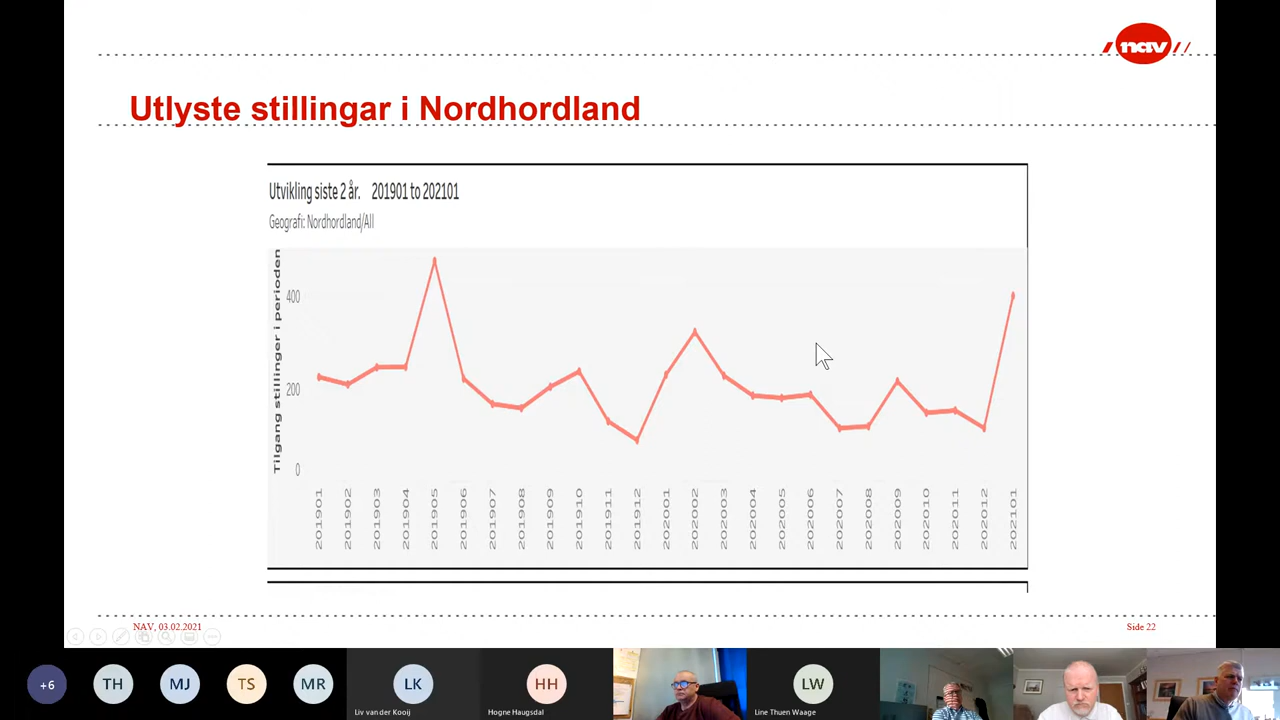 nav
Utlyste stillingar i Nordhordland
Utvikling siste 2 år. 201901 to 202101
Geografi: Nordhordland/All
Tilgang stillinger i perioden
400
200
0
201901
201902
201903
201904
201905
201906
201907
201908
201909
201910
201911
201912
202001
202002
202003
202004
202005
202006
202007
202008
202009
202010
202011
202012
202101
NAV, 03.02.2021
Side 22
+6
TH
MJ
TS
MR
LK
Liv van der Kooij
HH
Hogne Haugsdal
LW
Line Thuen Waage